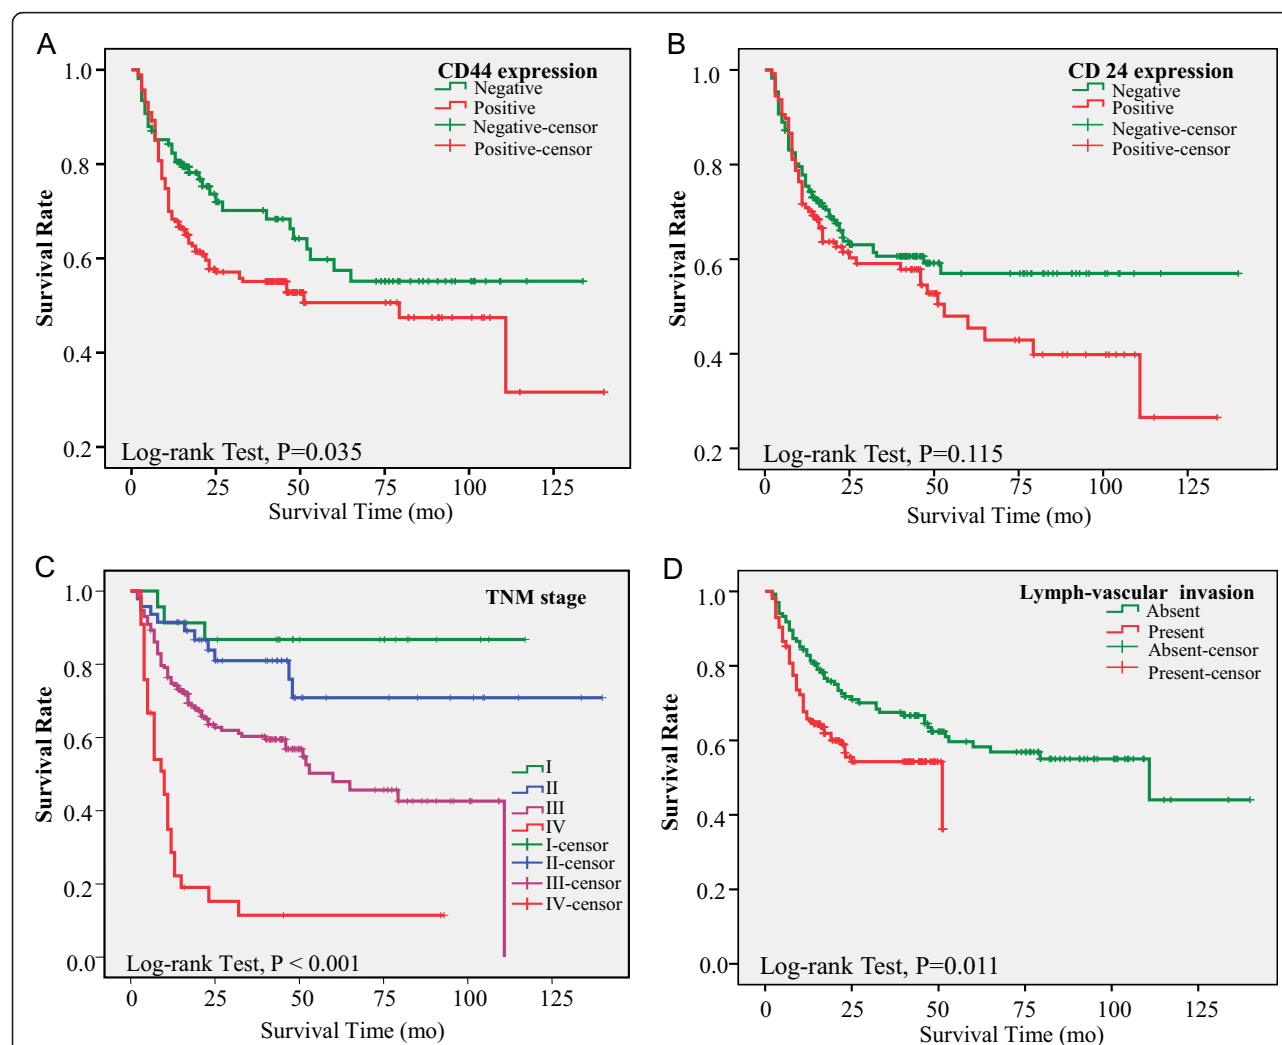 A
CD44 expression
Negative
Positive
Negative-censor
Positive-censor
1.0
0.8
0.6
0.4
0.2
Survival Rate
Log-rank Test, P=0.035
0 25 50 75 100 125
Survival Time (mo)
B
CD 24 expression
Negative
Positive
Negative-censor
Positive-censor
1.0
0.8
0.6
0.4
0.2
Survival Rate
Log-rank Test, P=0.115
0 25 50 75 100 125
Survival Time (mo)
C
TNM stage
1.0
0.8
0.6
0.4
0.2
0.0
Survival Rate
I
II
III
IV
I-censor
II-censor
III-censor
IV-censor
Log-rank Test, P < 0.001
0 25 50 75 100 125
Survival Time (mo)
D
Lymph-vascular invasion
Absent
Present
Absent-censor
Present-censor
1.0
0.8
0.6
0.4
0.2
0.0
Survival Rate
Log-rank Test, P=0.011
0 25 50 75 100 125
Survival Time (mo)